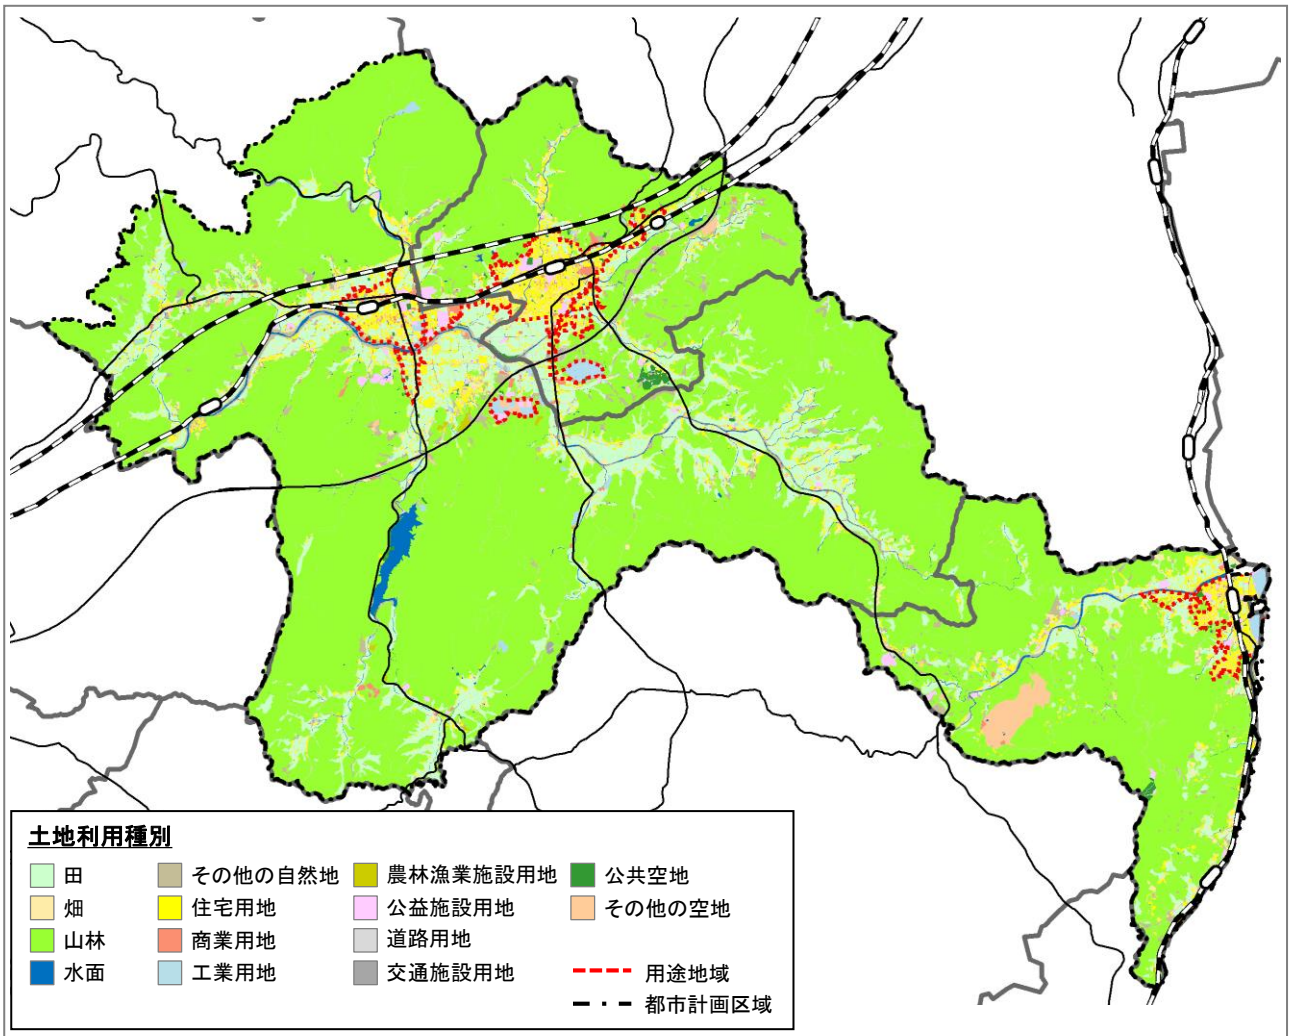 土地利用種別
田
畑
山林
水面
その他の自然地
住宅用地
商業用地
工業用地
農林漁業施設用地
公益施設用地
道路用地
交通施設用地
公共空地
その他の空地
用途地域
都市計画区域